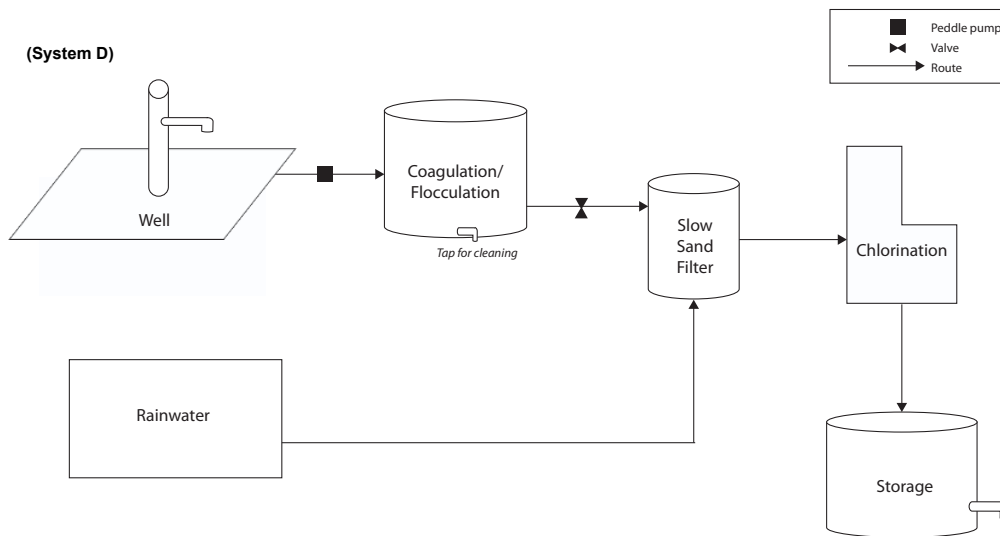 (System D)
Peddle pump
Valve
Route
Well
Coagulation/
Flocculation
Tap for cleaning
Slow
Sand
Filter
Chlorination
Rainwater
Storage